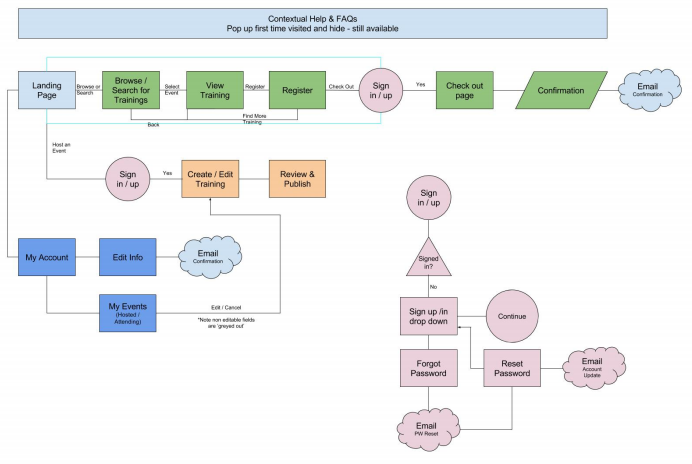 Contextual Help & FAQs
Pop up first time visited and hide - still available
Landing
Page
Browse or
Search
Browse /
Search for
Trainings
Select
Event
View
Training
Register
Register
Check Out
Sign
in / up
Yes
Check out
page
Confirmation
Email
Confirmation
Find More
Training
Back
Host an
Event
Sign
in / up
Yes
Create / Edit
Training
Review &
Publish
Sign
in / up
My Account
Edit Info
Email
Confirmation
Signed
in?
No
My Events
(Hosted /
Attending)
Edit / Cancel
*Note non editable fields
are 'greyed out'
Sign up /in
drop down
Continue
Forgot
Password
Reset
Password
Email
Account
Update
Email
PW Reset